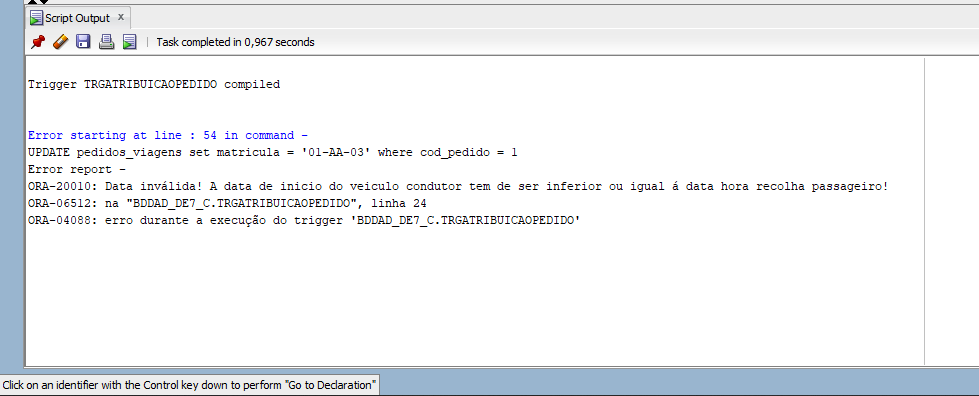 Script Output x
Task completed in 0,967 seconds
Trigger TRGATRIBUICAOPEDIDO compiled
Error starting at line : 54 in command -
UPDATE pedidos_viagens set matricula = '01-AA-03' where cod_pedido = 1
Error report -
ORA-20010: Data inválida! A data de inicio do veiculo condutor tem de ser inferior ou igual á data hora recolha passageiro!
ORA-06512: na "BDDAD_DE7_C.TRGATRIBUICAOPEDIDO", linha 24
ORA-04088: erro durante a execução do trigger 'BDDAD_DE7_C.TRGATRIBUICAOPEDIDO'
Click on an identifier with the Control key down to perform "Go to Declaration"